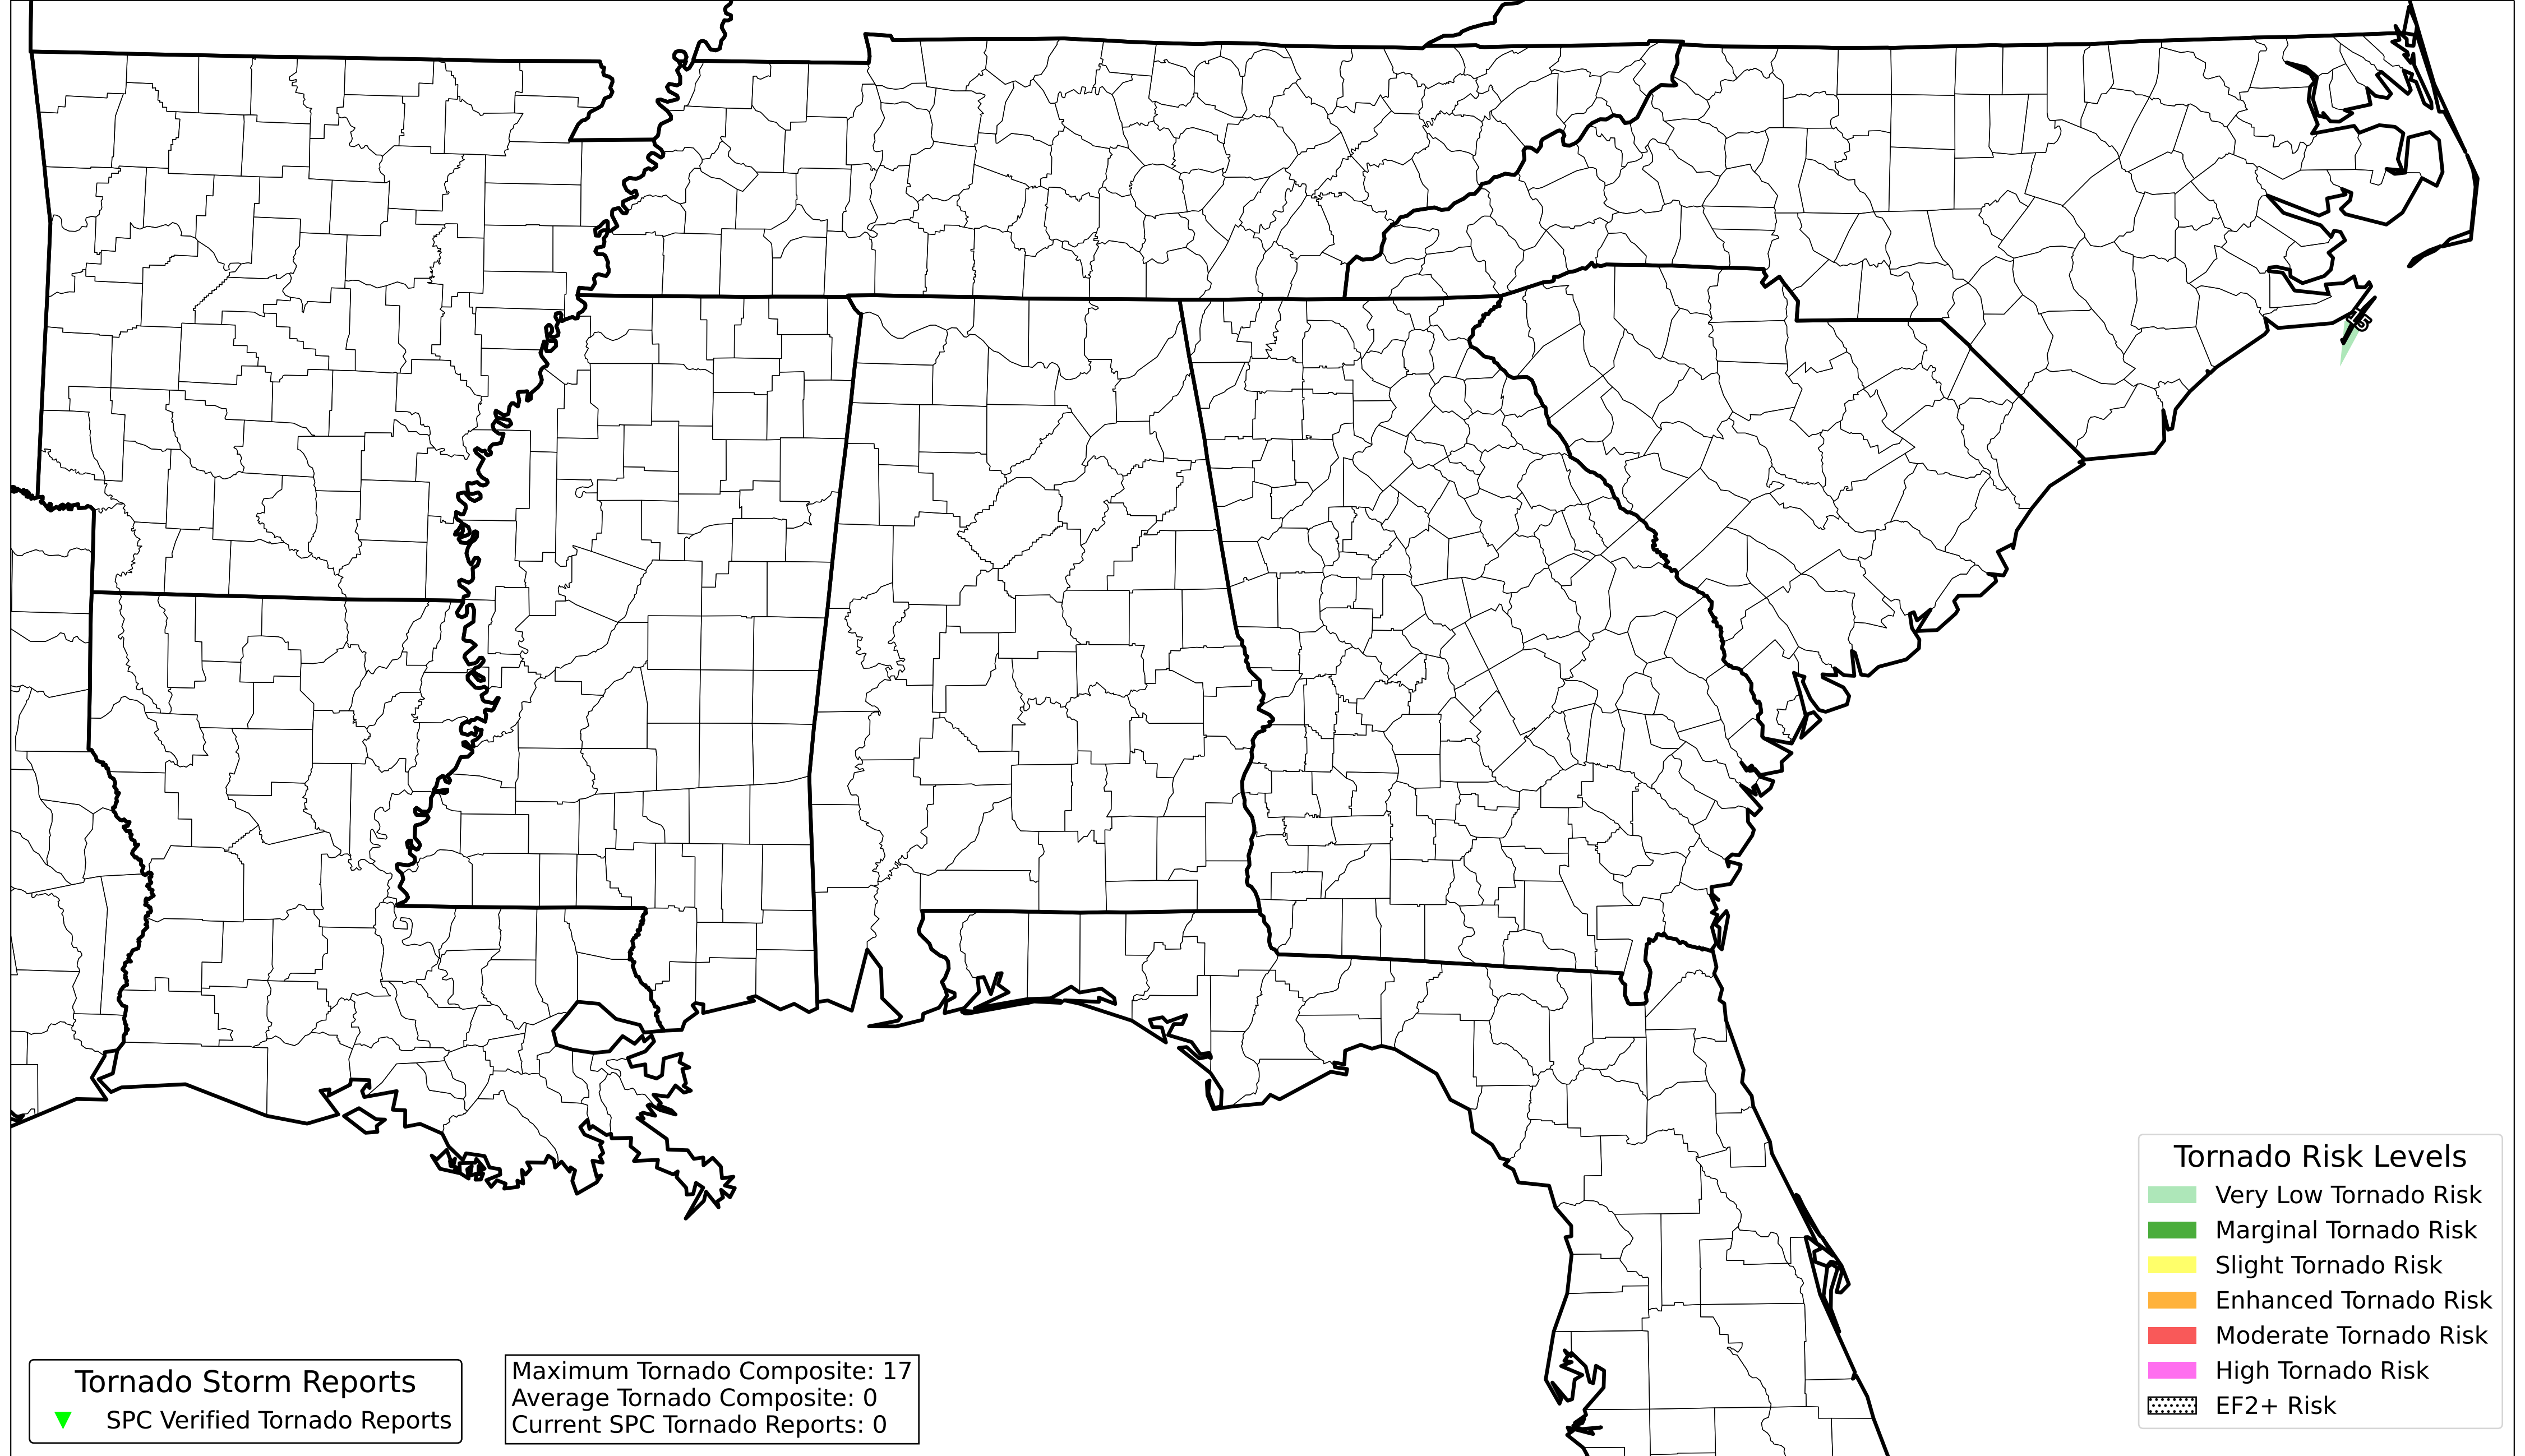 15
Tornado Risk Levels
Very Low Tornado Risk
Marginal Tornado Risk
Slight Tornado Risk
Enhanced Tornado Risk
Moderate Tornado Risk
High Tornado Risk
EF2+ Risk
Tornado Storm Reports
SPC Verified Tornado Reports
Maximum Tornado Composite: 17
Average Tornado Composite: 0
Current SPC Tornado Reports: 0